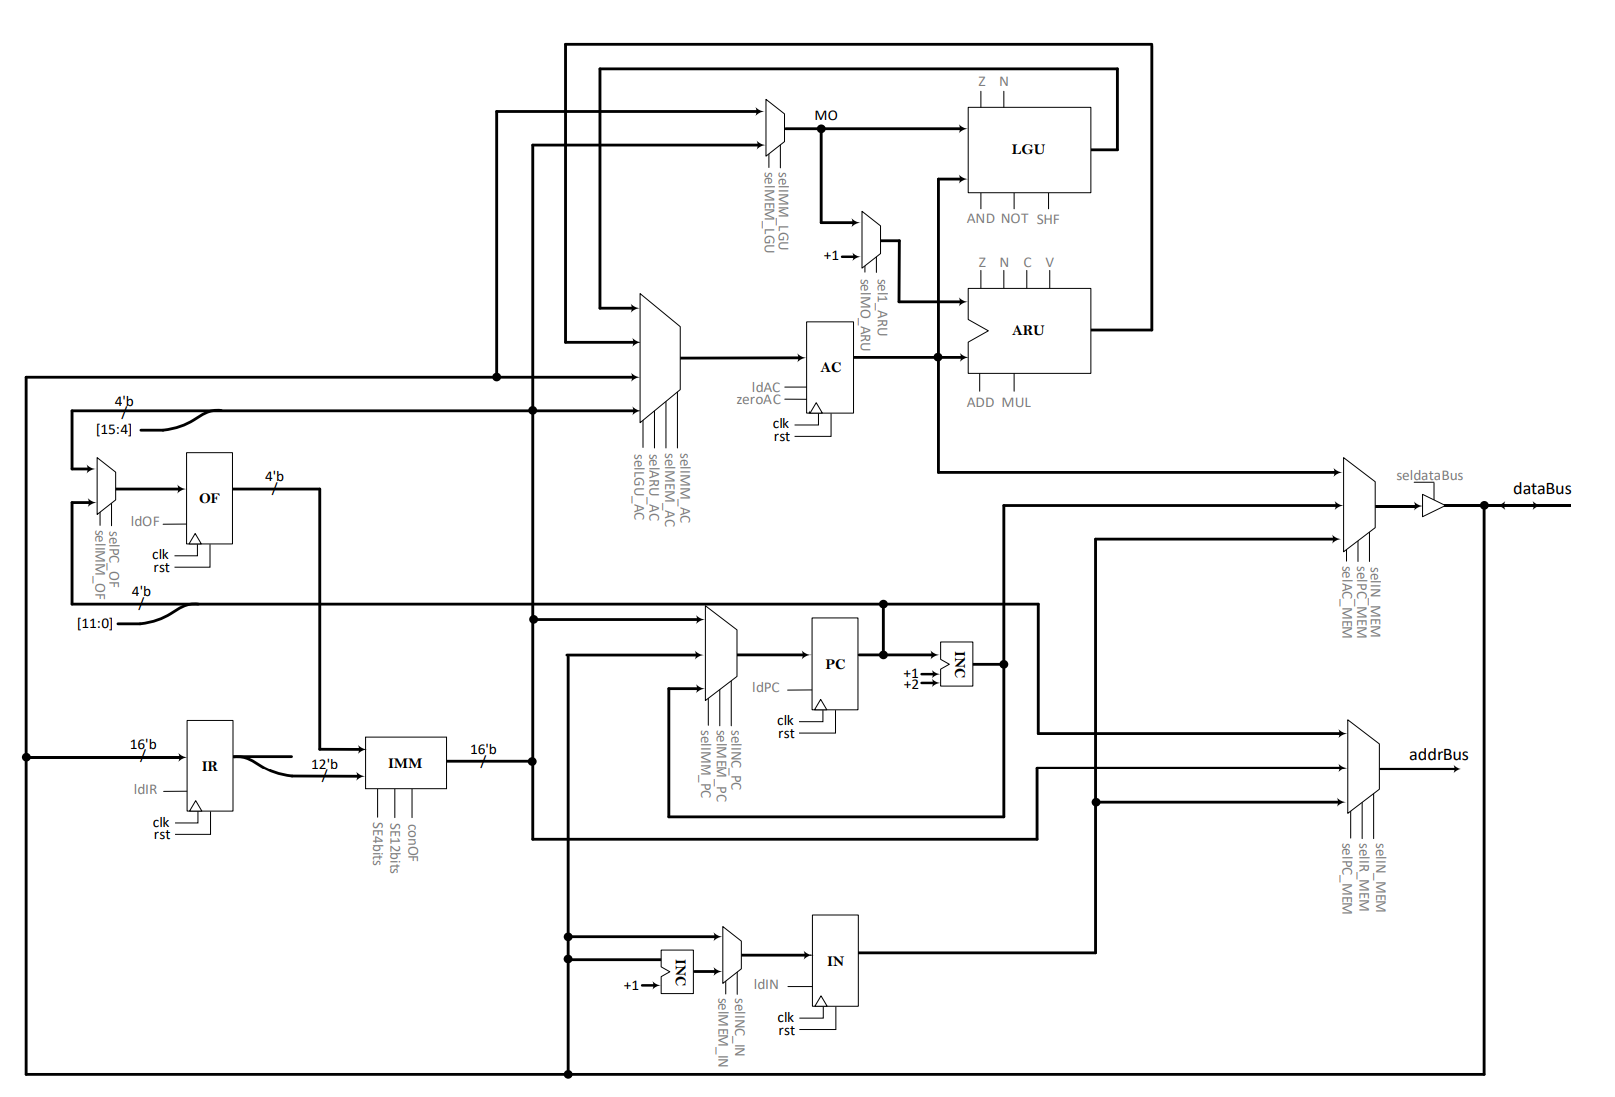 Z N
MO
LGU
selMEM_LGU
selIMM_LGU
AND NOT SHF
+1
selMO_ARU
sel1_ARU
Z N C V
ARU
ADD MUL
AC
ldAC
zeroAC
clk
rst
4'b
[15:4]
selLGU_AC
selARU_AC
selMEM_AC
selIMM_AC
OF
4'b
ldOF
clk
rst
selIMM_OF
selPC_OF
seldataBus
dataBus
selAC_MEM
selPC_MEM
selIN_MEM
4'b
[11:0]
PC
ldPC
clk
rst
INC
+1
+2
selIMM_PC
selMEM_PC
selINC_PC
16'b
IR
ldIR
clk
rst
12'b
IMM
16'b
SE4bits
SE12bits
conOF
addrBus
selPC_MEM
selIR_MEM
selIN_MEM
INC
+1
selMEM_IN
selINC_IN
IN
ldIN
clk
rst